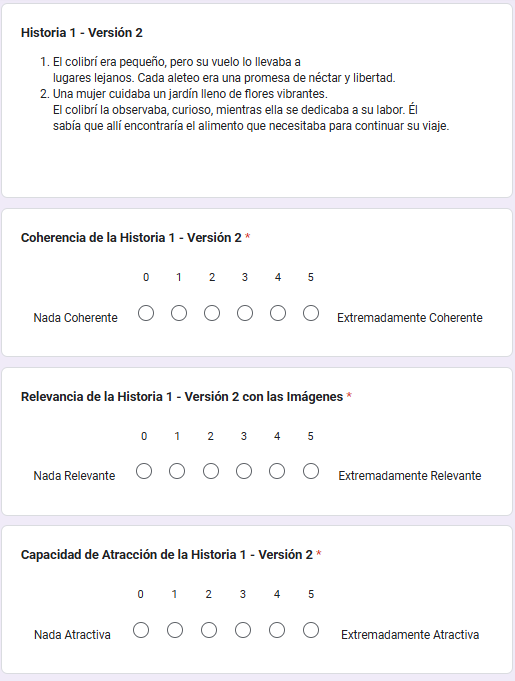 Historia 1 - Versión 2
1. El colibrí era pequeño, pero su vuelo lo llevaba a
lugares lejanos. Cada aleteo era una promesa de néctar y libertad.
2. Una mujer cuidaba un jardín lleno de flores vibrantes.
El colibrí la observaba, curioso, mientras ella se dedicaba a su labor. Él
sabía que allí encontraría el alimento que necesitaba para continuar su viaje.
Coherencia de la Historia 1 - Versión 2 *
0 1 2 3 4 5
Nada Coherente Extremadamente Coherente
Relevancia de la Historia 1 - Versión 2 con las Imágenes *
0 1 2 3 4 5
Nada Relevante Extremadamente Relevante
Capacidad de Atracción de la Historia 1 - Versión 2 *
0 1 2 3 4 5
Nada Atractiva Extremadamente Atractiva